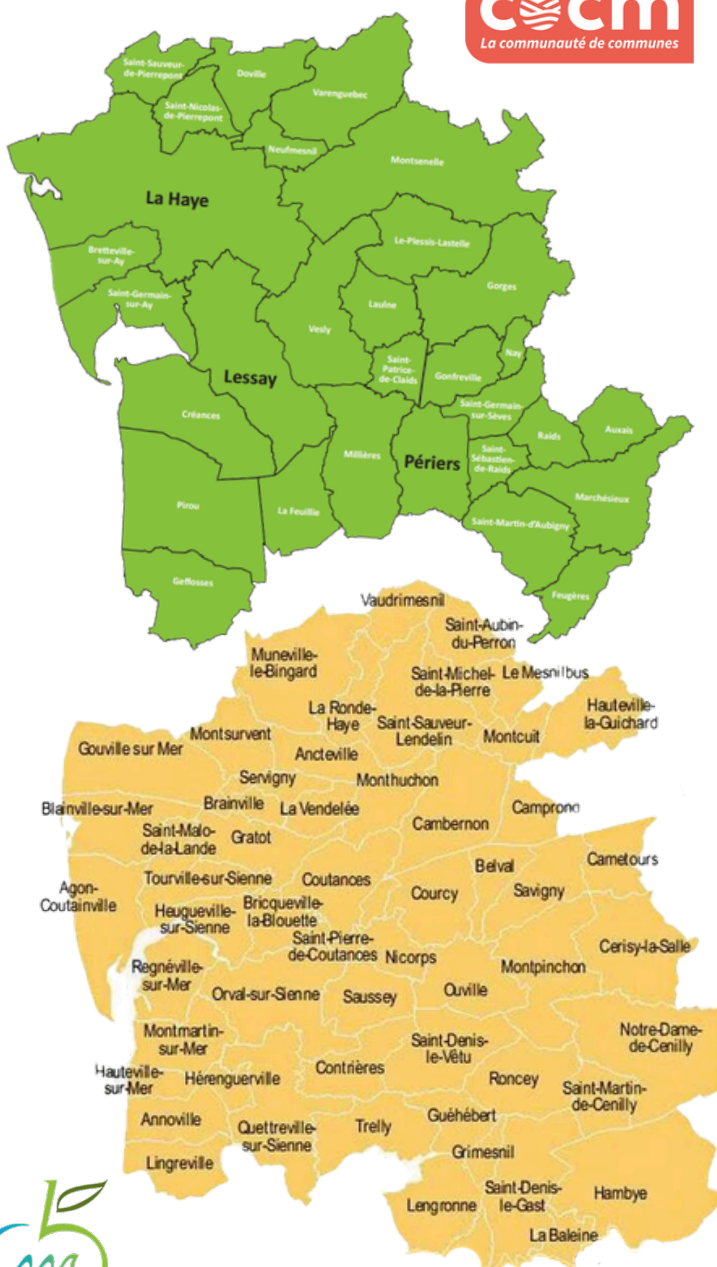 cocm
La communauté de communes
Saint-Sauveur-
de-Pierrepont
Doville
Varenguebec
Saint-Nicolas-
de-Pierrepont
Neufmesnil
Montsenelle
La Haye
Le-Plessis-Lastelle
Bretteville-
sur-Ay
Saint-Germain-
sur-Ay
Gorges
Laulne
Vesly
Nay
Saint-
Patrice-
de-Claids
Gonfreville
Lessay
Saint-Germain-
sur-Sèves
Créances
Raids
Auxais
Millières
Périers
Saint-
Sébastien-
de-Raids
Marchésieux
Pirou
La Feuillie
Saint-Martin-d'Aubigny
Geffosses
Feugères
Vaudrimesnil
Saint-Aubin-
du-Perron
Muneville-
le-Bingard
Saint-Michel-
de-la-Pierre
Le Mesnilbus
La Ronde-
Haye
Saint-Sauveur-
Lendelin
Hauteville-
la-Guichard
Montsurvent
Montcuit
Gouville sur Mer
Ancteville
Servigny
Monthuchon
Blainville-sur-Mer
Brainville
La Vendelée
Camprond
Cambernon
Saint-Malo-
de-la-Lande
Gratot
Belval
Cametours
Tourville-sur-Sienne
Coutances
Courcy
Savigny
Agon-
Coutainville
Heugueville-
sur-Sienne
Bricqueville-
la-Blouette
Saint-Pierre-
de-Coutances
Nicorps
Cerisy-la-Salle
Regnéville-
sur-Mer
Montpinchon
Orval-sur-Sienne
Saussey
Ouville
Montmartin-
sur-Mer
Saint-Denis-
le-Vêtu
Notre-Dame-
de-Cenilly
Hauteville-
sur-Mer
Hérenguerville
Contrières
Roncey
Saint-Martin-
de-Cenilly
Annoville
Quettreville-
sur-Sienne
Trelly
Guéhébert
Grimesnil
Lingreville
Lengronne
Saint-Denis-
le-Gast
Hambye
La Baleine